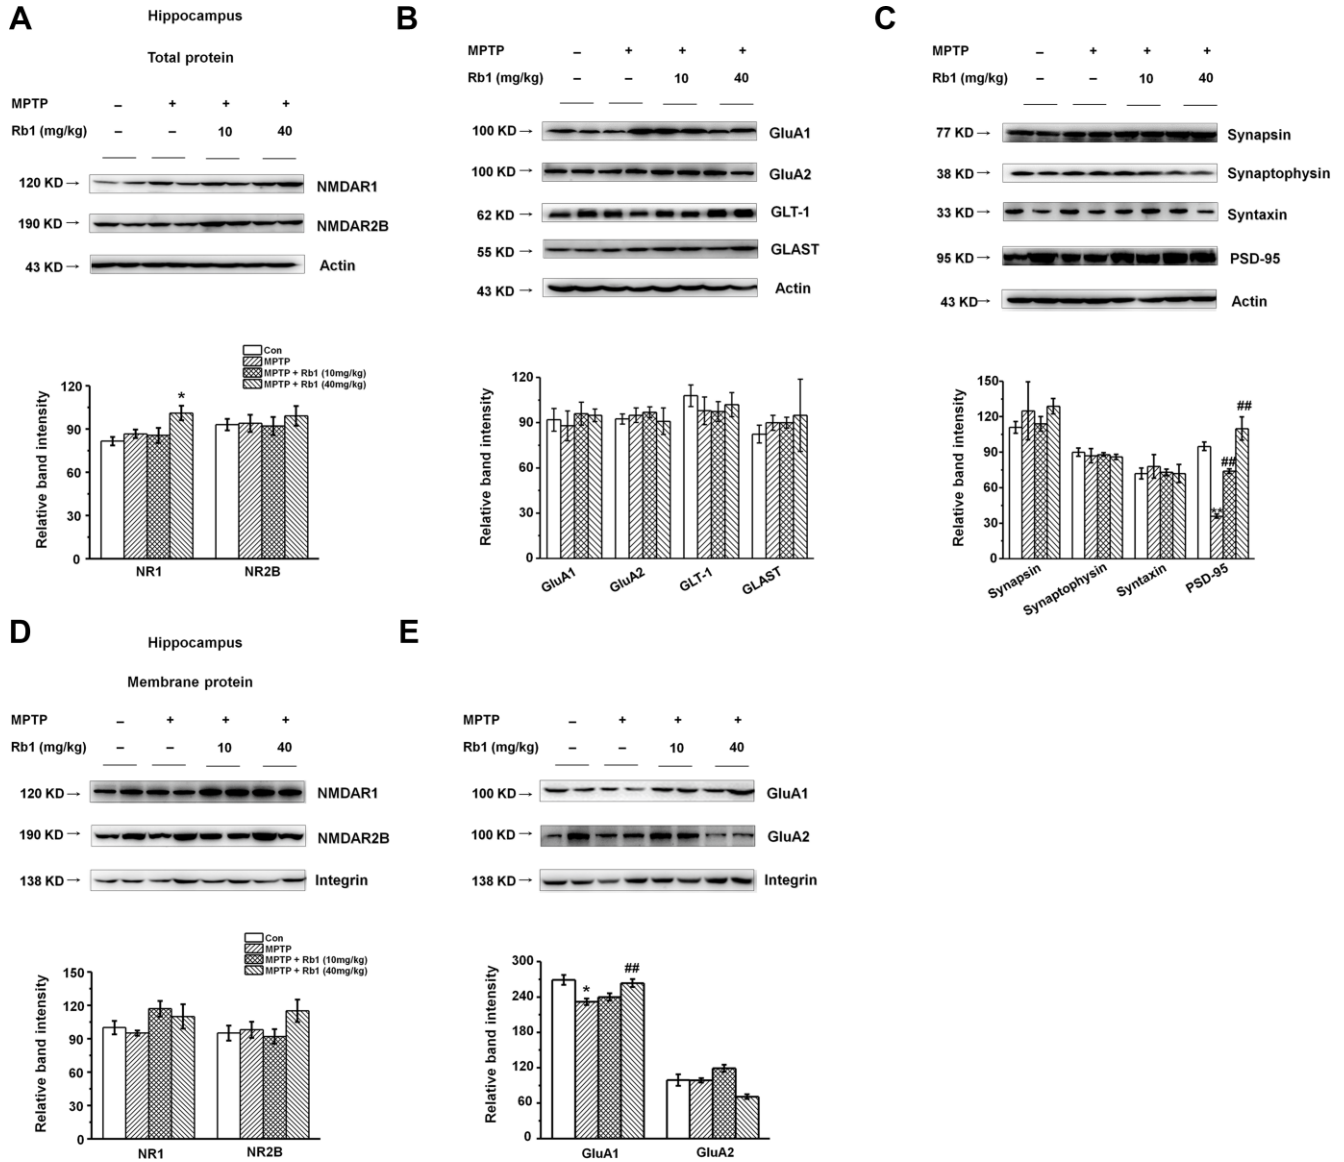 A
Hippocampus
Total protein
MPTP – + + +
Rb1 (mg/kg) – – 10 40
120 KD→ NMDAR1
190 KD→ NMDAR2B
43 KD→ Actin
Con
MPTP
MPTP + Rb1 (10mg/kg)
MPTP + Rb1 (40mg/kg)
Relative band intensity
120
90
60
30
0
*
NR1 NR2B
B
MPTP – + + +
Rb1 (mg/kg) – – 10 40
100 KD→ GluA1
100 KD→ GluA2
62 KD→ GLT-1
55 KD→ GLAST
43 KD→ Actin
Relative band intensity
120
90
60
30
0
GluA1 GluA2 GLT-1 GLAST
C
MPTP – + + +
Rb1 (mg/kg) – – 10 40
77 KD→ Synapsin
38 KD→ Synaptophysin
33 KD→ Syntaxin
95 KD→ PSD-95
43 KD→ Actin
Relative band intensity
150
120
90
60
30
0
** ## ##
Synapsin Synaptophysin Syntaxin PSD-95
D
Hippocampus
Membrane protein
MPTP – + + +
Rb1 (mg/kg) – – 10 40
120 KD→ NMDAR1
190 KD→ NMDAR2B
138 KD→ Integrin
Con
MPTP
MPTP + Rb1 (10mg/kg)
MPTP + Rb1 (40mg/kg)
Relative band intensity
150
120
90
60
30
0
NR1 NR2B
E
MPTP – + + +
Rb1 (mg/kg) – – 10 40
100 KD→ GluA1
100 KD→ GluA2
138 KD→ Integrin
Relative band intensity
300
240
180
120
60
0
* ##
GluA1 GluA2